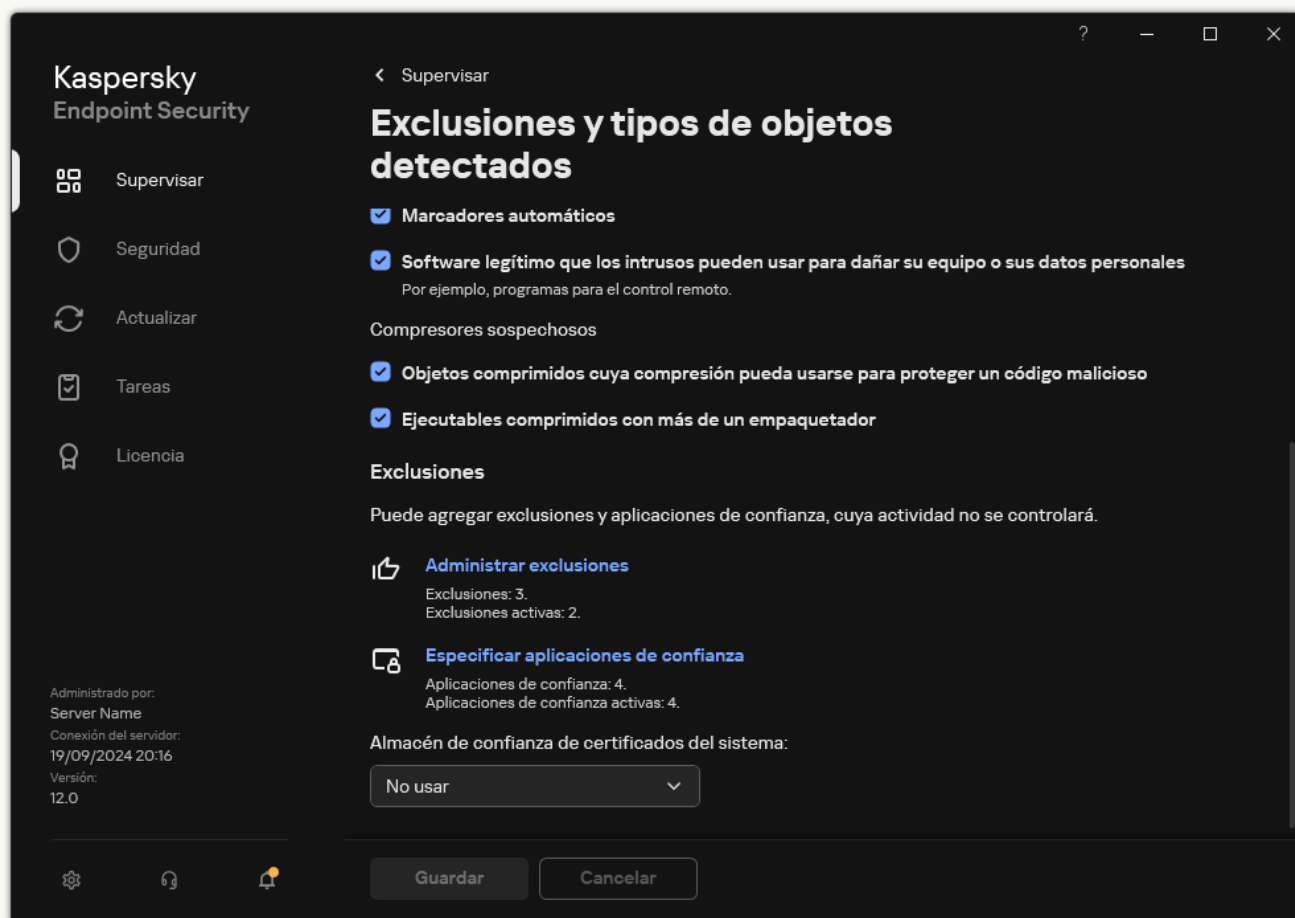 ?
Kaspersky
Endpoint Security
Supervisar
Seguridad
Actualizar
Tareas
Licencia
Administrado por:
Server Name
Conexión del servidor:
19/09/2024 20:16
Versión:
12.0
Supervisar
Exclusiones y tipos de objetos
detectados
Marcadores automáticos
Software legítimo que los intrusos pueden usar para dañar su equipo o sus datos personales
Por ejemplo, programas para el control remoto.
Compresores sospechosos
Objetos comprimidos cuya compresión pueda usarse para proteger un código malicioso
Ejecutables comprimidos con más de un empaquetador
Exclusiones
Puede agregar exclusiones y aplicaciones de confianza, cuya actividad no se controlará.
Administrar exclusiones
Exclusiones: 3.
Exclusiones activas: 2.
Especificar aplicaciones de confianza
Aplicaciones de confianza: 4.
Aplicaciones de confianza activas: 4.
Almacén de confianza de certificados del sistema:
No usar
Guardar
Cancelar